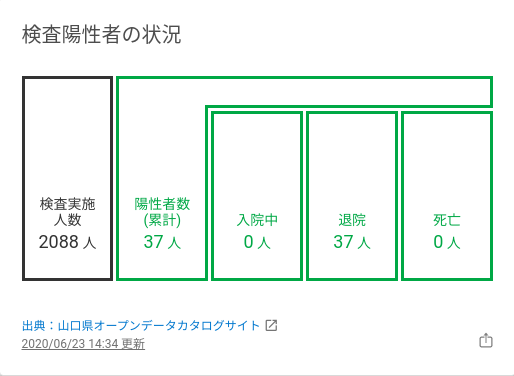 検査陽性者の状況
検査実施
人数
2088 人
陽性者数
(累計)
37 人
入院中
0 人
退院
37 人
死亡
0 人
出典：山口県オープンデータカタログサイト
2020/06/23 14:34 更新